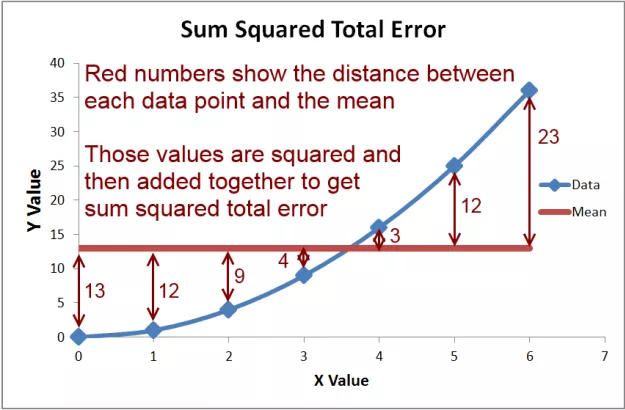 Sum Squared Total Error
40
35
30
25
20
15
10
5
0
Y Value
Red numbers show the distance between
each data point and the mean
Those values are squared and
then added together to get
sum squared total error
13
12
9
4
3
12
23
Data
Mean
0 1 2 3 4 5 6 7
X Value